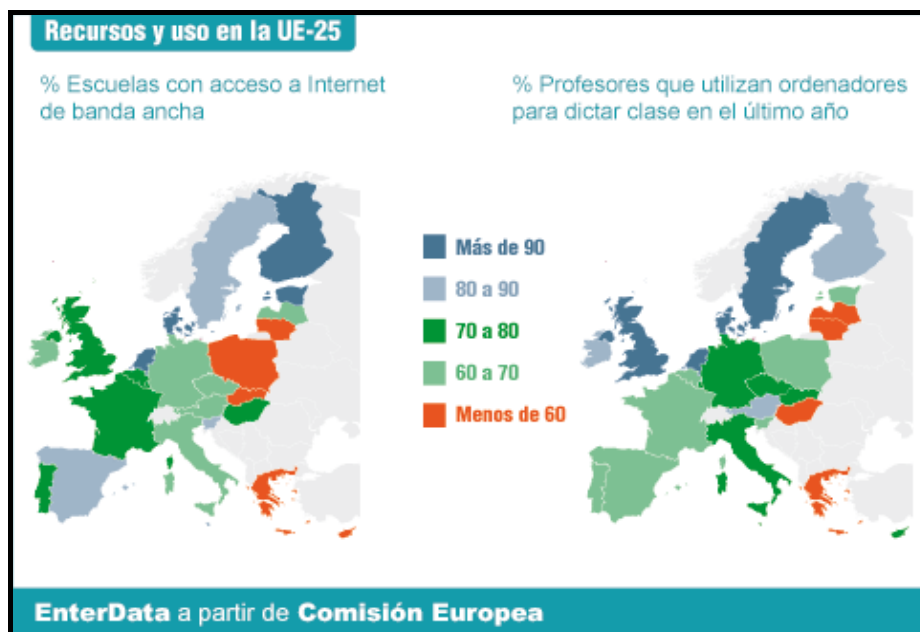 Recursos y uso en la UE-25
% Escuelas con acceso a Internet
de banda ancha
% Profesores que utilizan ordenadores
para dictar clase en el último año
Más de 90
80 a 90
70 a 80
60 a 70
Menos de 60
EnterData a partir de Comisión Europea